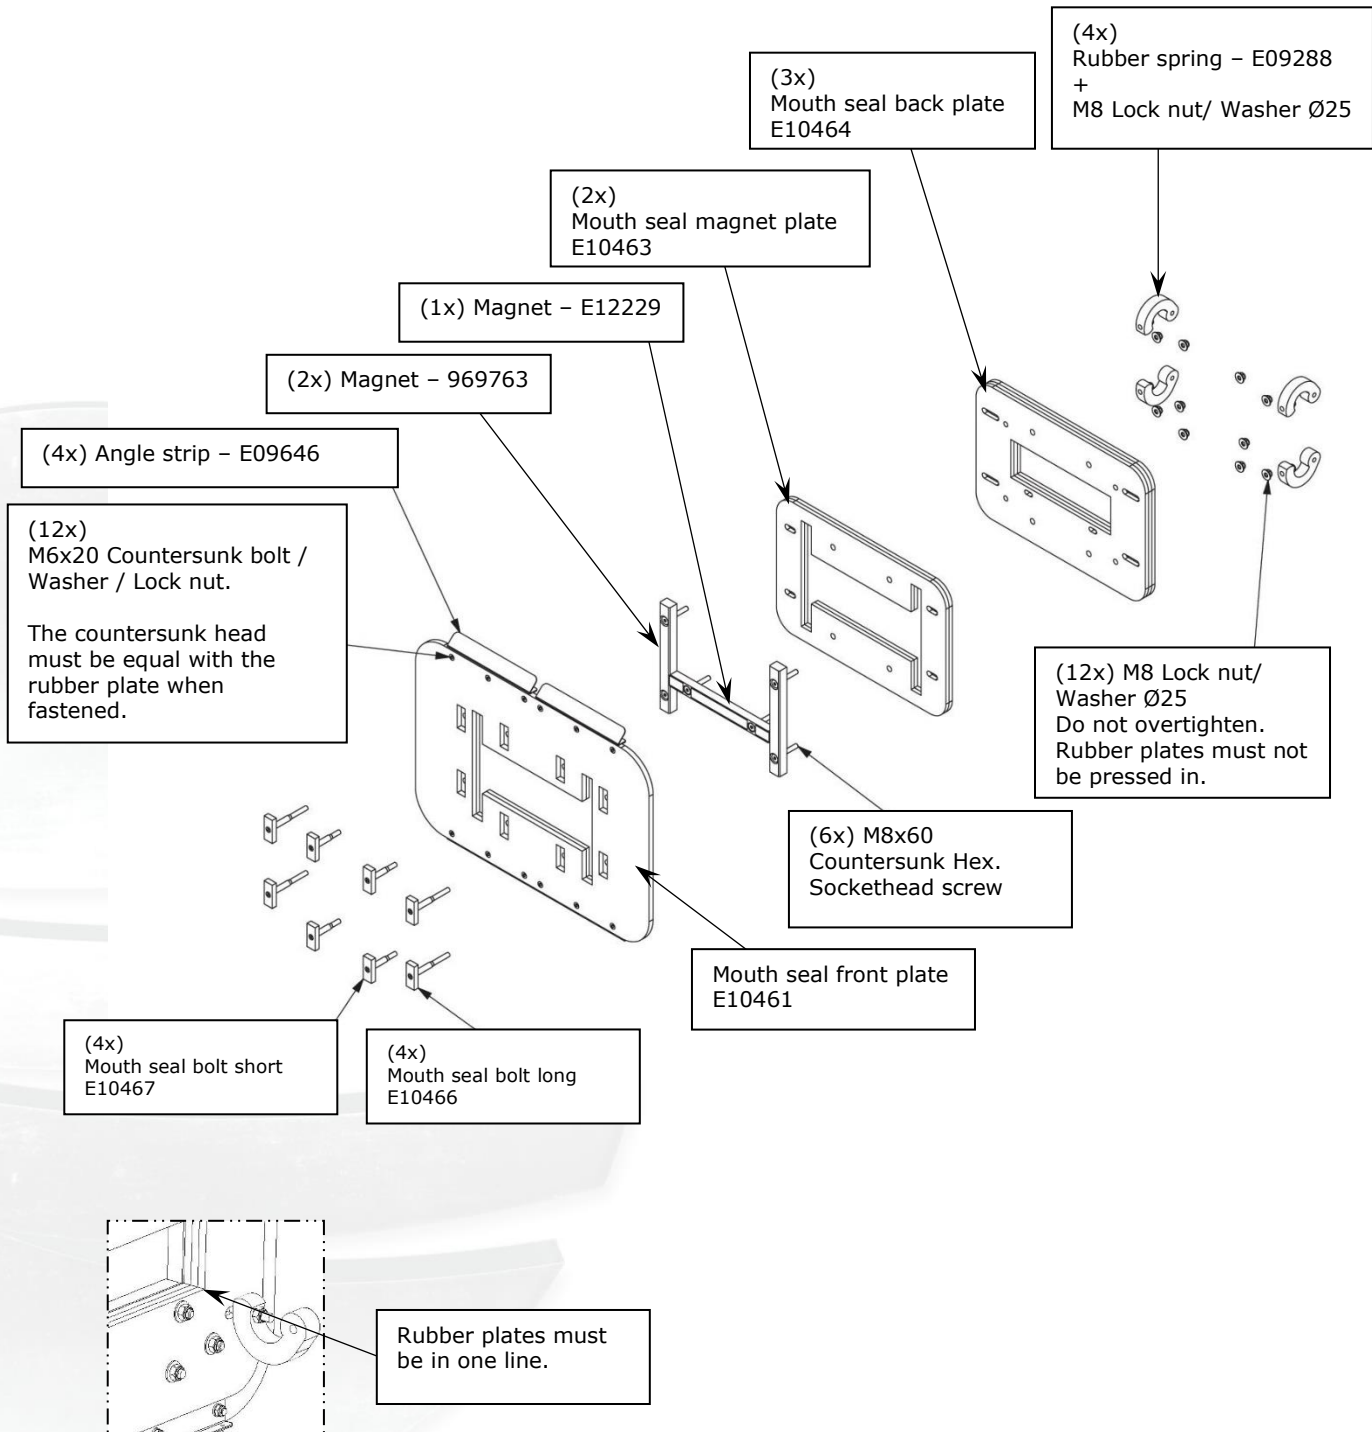 (4x)
Rubber spring – E09288
+
M8 Lock nut/ Washer Ø25
(3x)
Mouth seal back plate
E10464
(2x)
Mouth seal magnet plate
E10463
(1x) Magnet – E12229
(2x) Magnet – 969763
(4x) Angle strip – E09646
(12x)
M6x20 Countersunk bolt /
Washer / Lock nut.
The countersunk head
must be equal with the
rubber plate when
fastened.
(12x) M8 Lock nut/
Washer Ø25
Do not overtighten.
Rubber plates must not
be pressed in.
(6x) M8x60
Countersunk Hex.
Sockethead screw
Mouth seal front plate
E10461
(4x)
Mouth seal bolt short
E10467
(4x)
Mouth seal bolt long
E10466
Rubber plates must
be in one line.